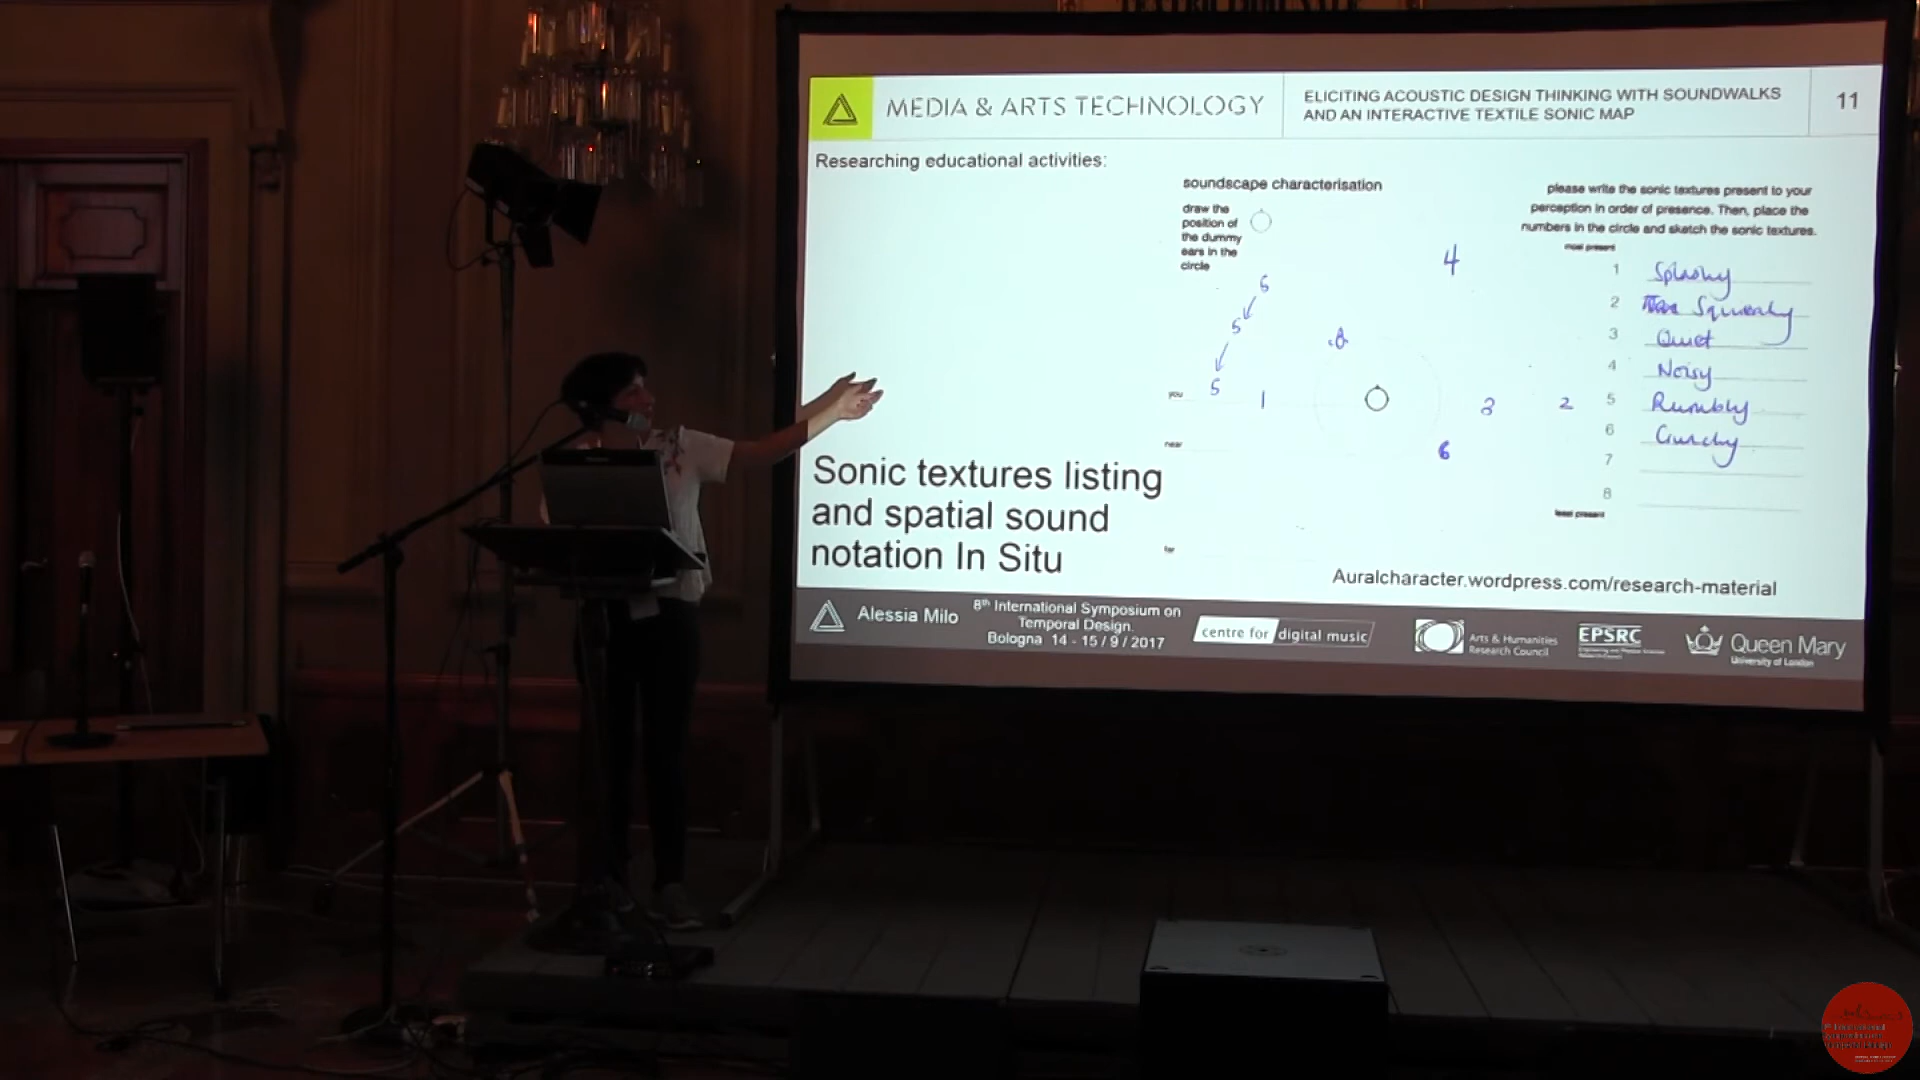 MEDIA & ARTS TECHNOLOGY
ELICITING ACOUSTIC DESIGN THINKING WITH SOUNDWALKS
AND AN INTERACTIVE TEXTILE SONIC MAP
11
Researching educational activities:
soundscape characterisation
draw the
position of
the dummy
ears in the
circle
please write the sonic textures present to your
perception in order of presence. Then, place the
numbers in the circle and sketch the sonic textures.
most present
1 Splashy
2 Squeaky
3 Quiet
4 Noisy
5 Rumbly
6 Crunchy
7
8
least present
4
5
5
you
5
1
3
2
near
6
far
Sonic textures listing
and spatial sound
notation In Situ
Auralcharacter.wordpress.com/research-material
Alessia Milo
8th International Symposium on
Temporal Design.
Bologna 14 - 15 / 9 / 2017
centre for digital music
Arts & Humanities
Research Council
EPSRC
Queen Mary
University of London